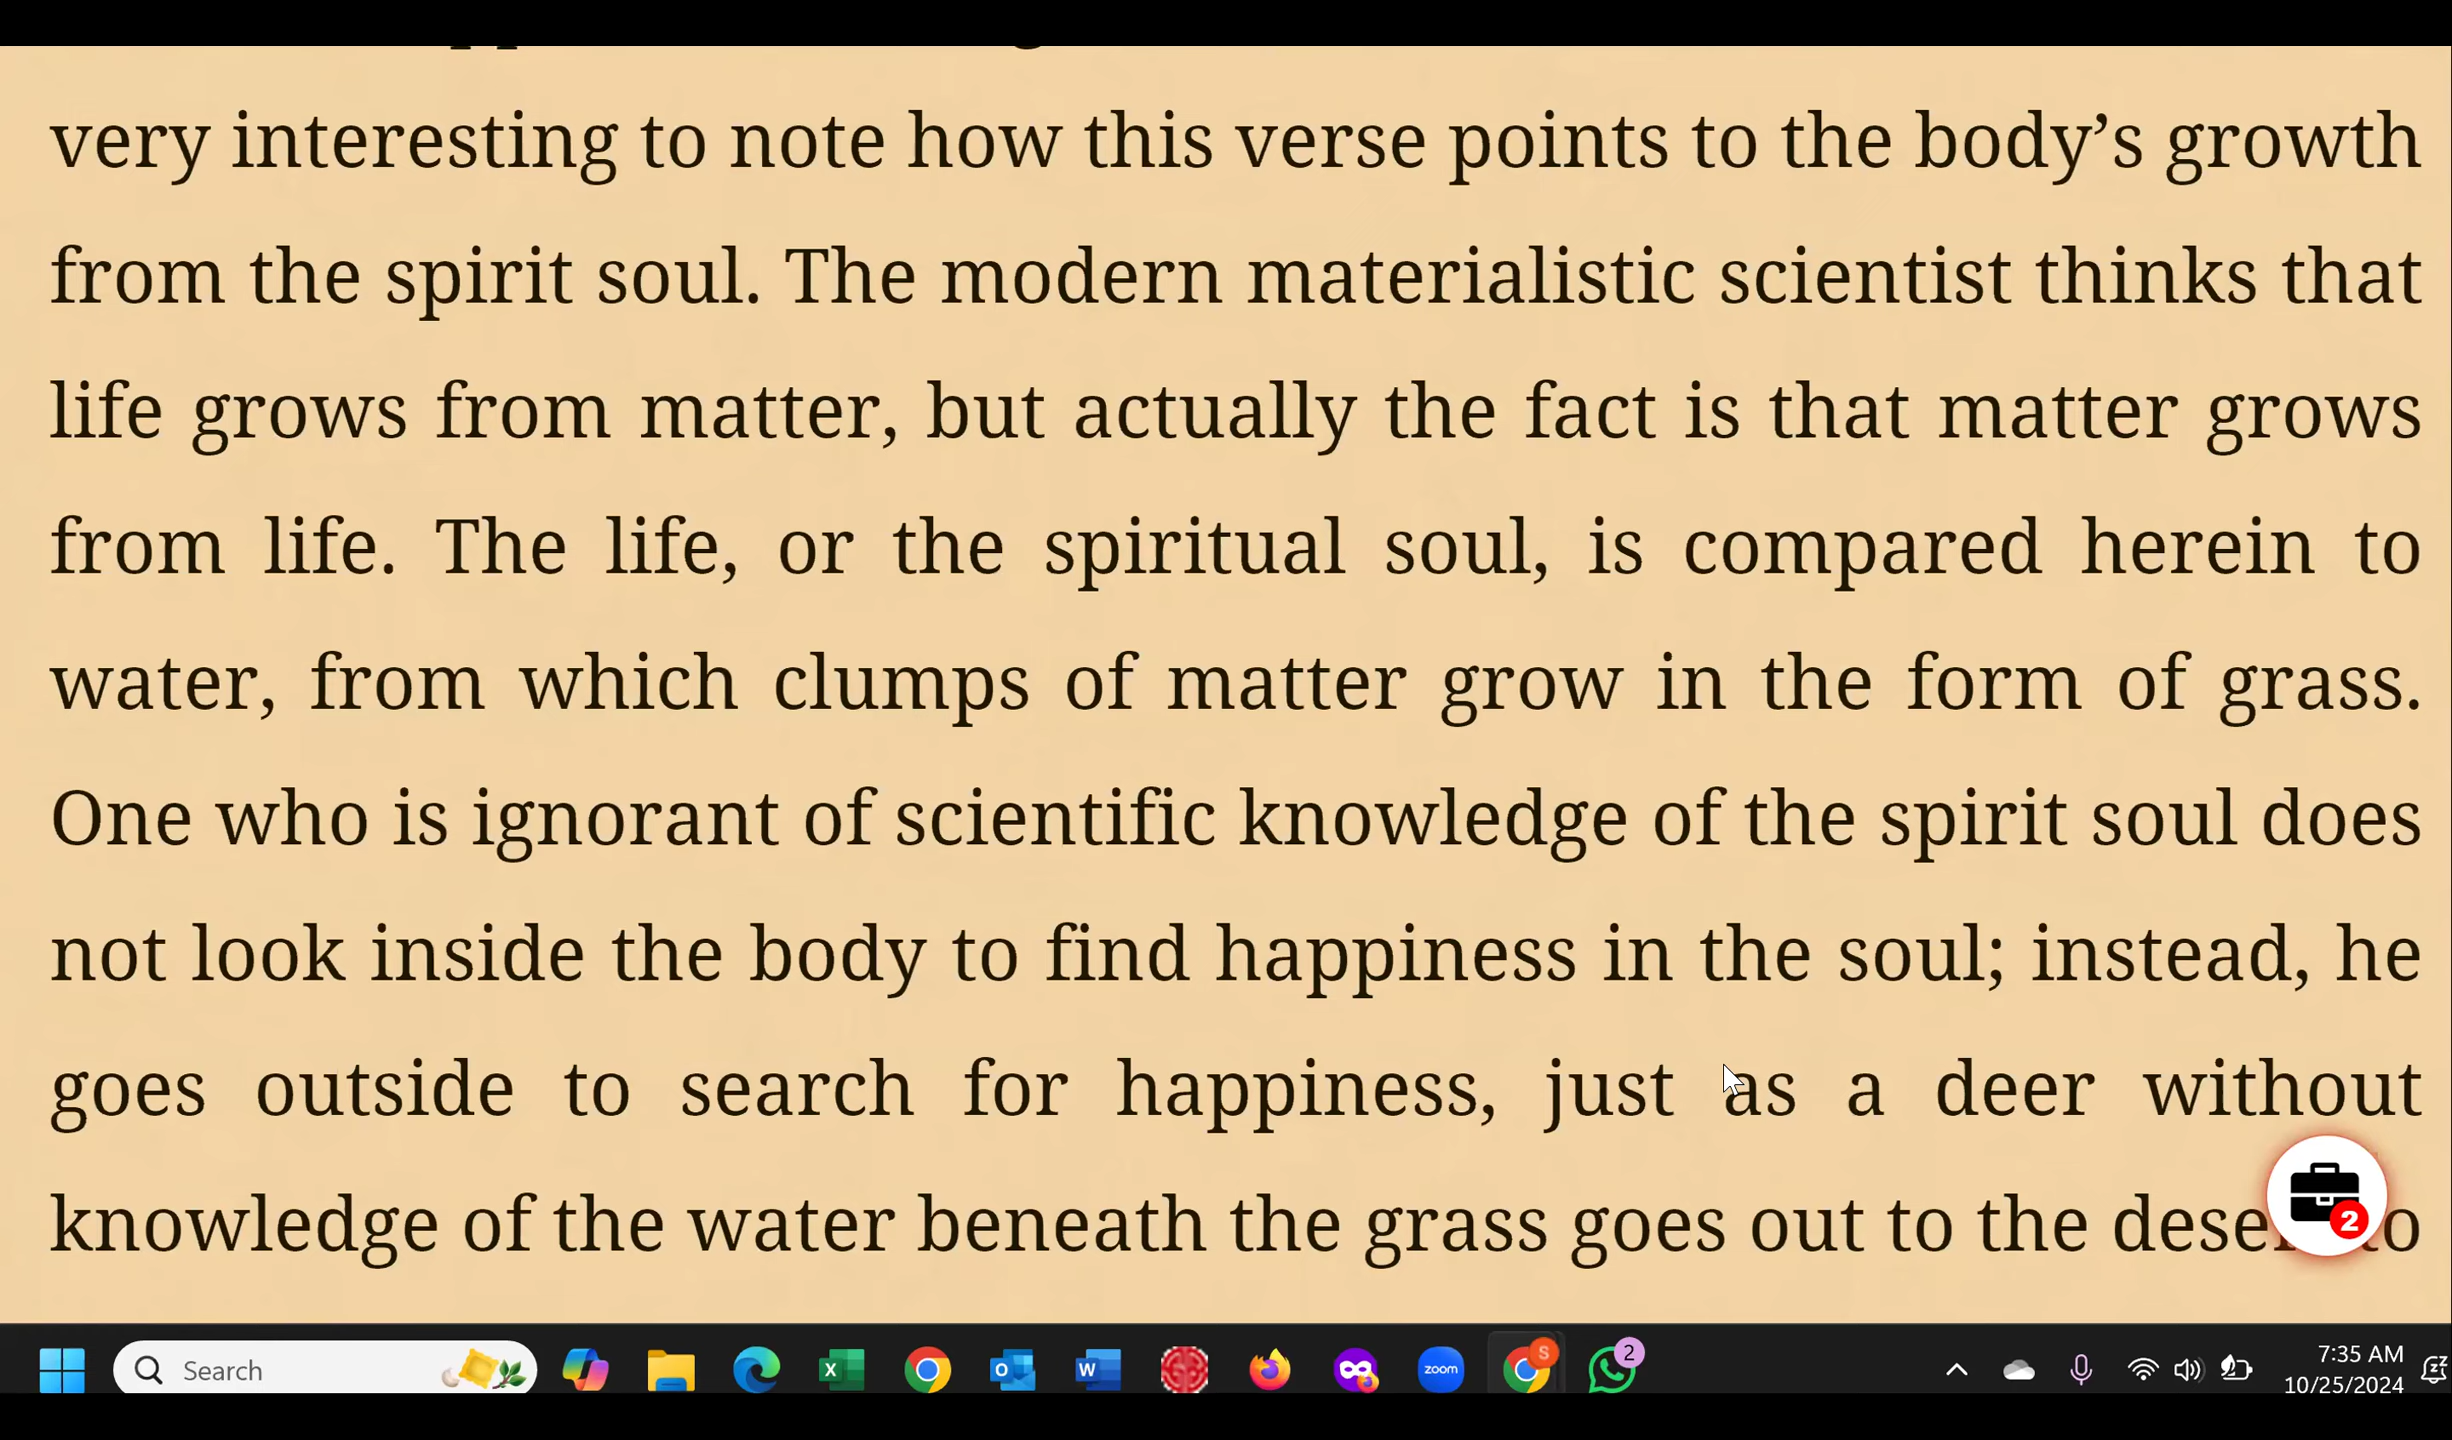 very interesting to note how this verse points to the body’s growth
from the spirit soul. The modern materialistic scientist thinks that
life grows from matter, but actually the fact is that matter grows
from life. The life, or the spiritual soul, is compared herein to
water, from which clumps of matter grow in the form of grass.
One who is ignorant of scientific knowledge of the spirit soul does
not look inside the body to find happiness in the soul; instead, he
goes outside to search for happiness, just as a deer without
knowledge of the water beneath the grass goes out to the
2
Search
zoom
S
2
7:35 AM
10/25/2024